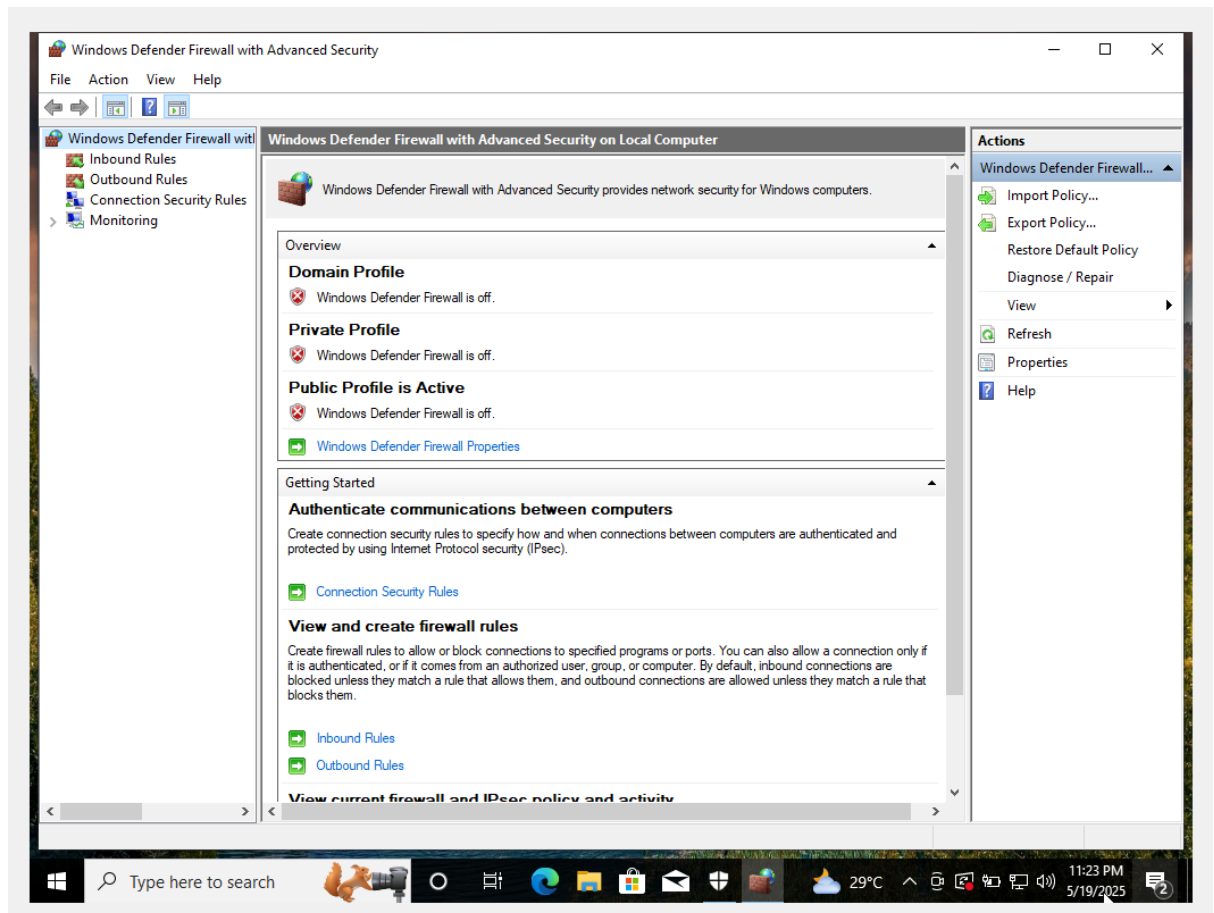 Windows Defender Firewall with Advanced Security
File Action View Help
Windows Defender Firewall witl
Inbound Rules
Outbound Rules
Connection Security Rules
Monitoring
Windows Defender Firewall with Advanced Security on Local Computer
Windows Defender Firewall with Advanced Security provides network security for Windows computers.
Overview
Domain Profile
Windows Defender Firewall is off.
Private Profile
Windows Defender Firewall is off.
Public Profile is Active
Windows Defender Firewall is off.
Windows Defender Firewall Properties
Getting Started
Authenticate communications between computers
Create connection security rules to specify how and when connections between computers are authenticated and
protected by using Internet Protocol security (IPsec).
Connection Security Rules
View and create firewall rules
Create firewall rules to allow or block connections to specified programs or ports. You can also allow a connection only if
it is authenticated, or if it comes from an authorized user, group, or computer. By default, inbound connections are
blocked unless they match a rule that allows them, and outbound connections are allowed unless they match a rule that
blocks them.
Inbound Rules
Outbound Rules
View current firewall and IPsec policy and activity
Actions
Windows Defender Firewall...
Import Policy...
Export Policy...
Restore Default Policy
Diagnose / Repair
View
Refresh
Properties
Help
Type here to search
29°C
11:23 PM
5/19/2025
2